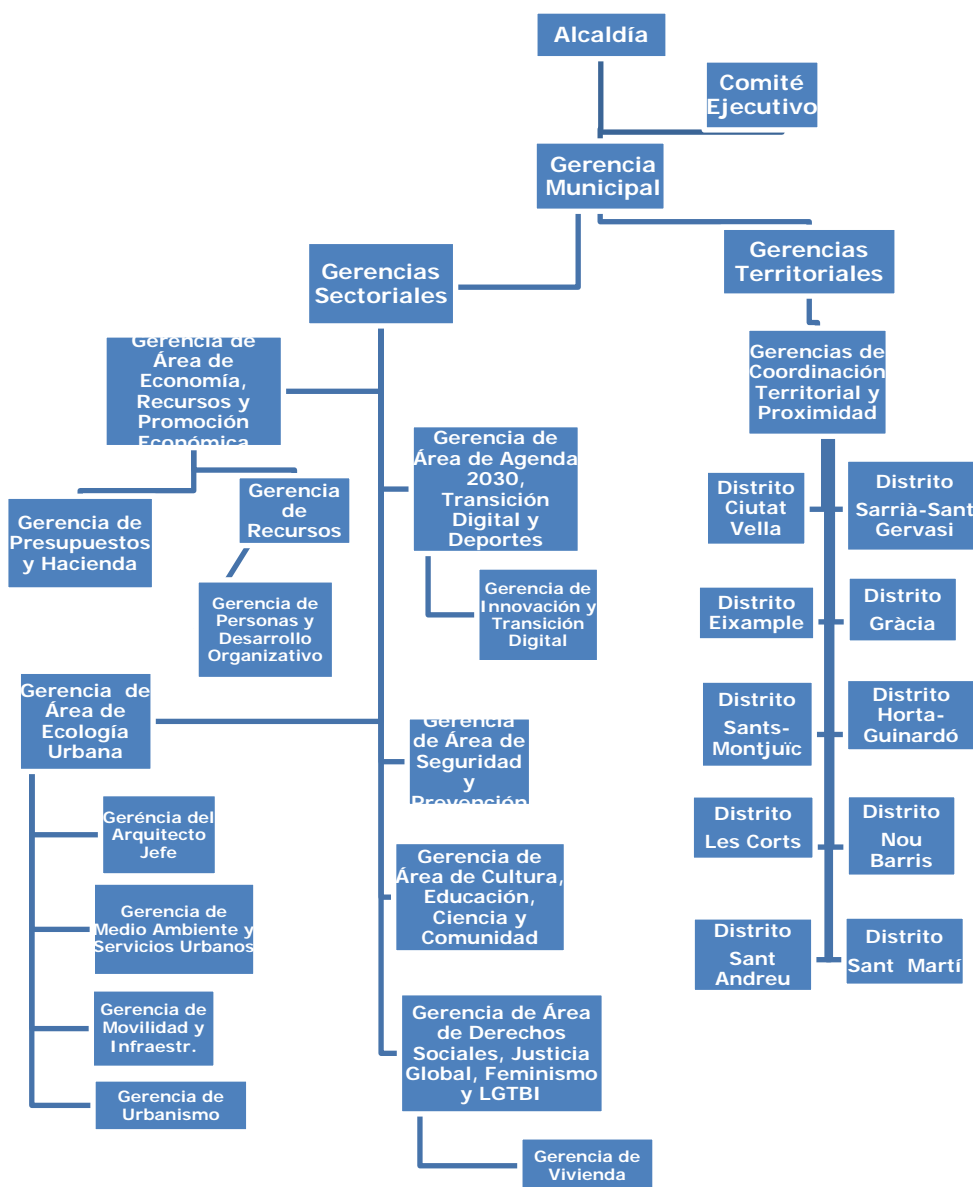 Alcaldía
Comité
Ejecutivo
Gerencia
Municipal
Gerencias
Sectoriales
Gerencias
Territoriales
Gerencia de
Área de
Economía,
Recursos y
Promoción
Económica
Gerencia de
Presupuestos
y Hacienda
Gerencia
de
Recursos
Gerencia de
Personas y
Desarrollo
Organizativo
Gerencia de
Área de Agenda
2030,
Transición
Digital y
Deportes
Gerencia de
Innovación y
Transición
Digital
Gerencia de
Área de
Ecología
Urbana
Geréncia del
Arquitecto
Jefe
Gerencia de
Medio Ambiente y
Servicios Urbanos
Gerencia de
Movilidad y
Infraestr.
Gerencia de
Urbanismo
Gerencia
de Área de
Seguridad
y
Prevención
Gerencia de
Área de Cultura,
Educación,
Ciencia y
Comunidad
Gerencia de Área
de Derechos
Sociales, Justicia
Global, Feminismo
y LGTBI
Gerencia de
Vivienda
Gerencias de
Coordinación
Territorial y
Proximidad
Distrito
Ciutat
Vella
Distrito
Sarrià-Sant
Gervasi
Distrito
Eixample
Distrito
Gràcia
Distrito
Sants-
Montjuïc
Distrito
Horta-
Guinardó
Distrito
Les Corts
Distrito
Nou
Barris
Distrito
Sant
Andreu
Distrito
Sant Martí